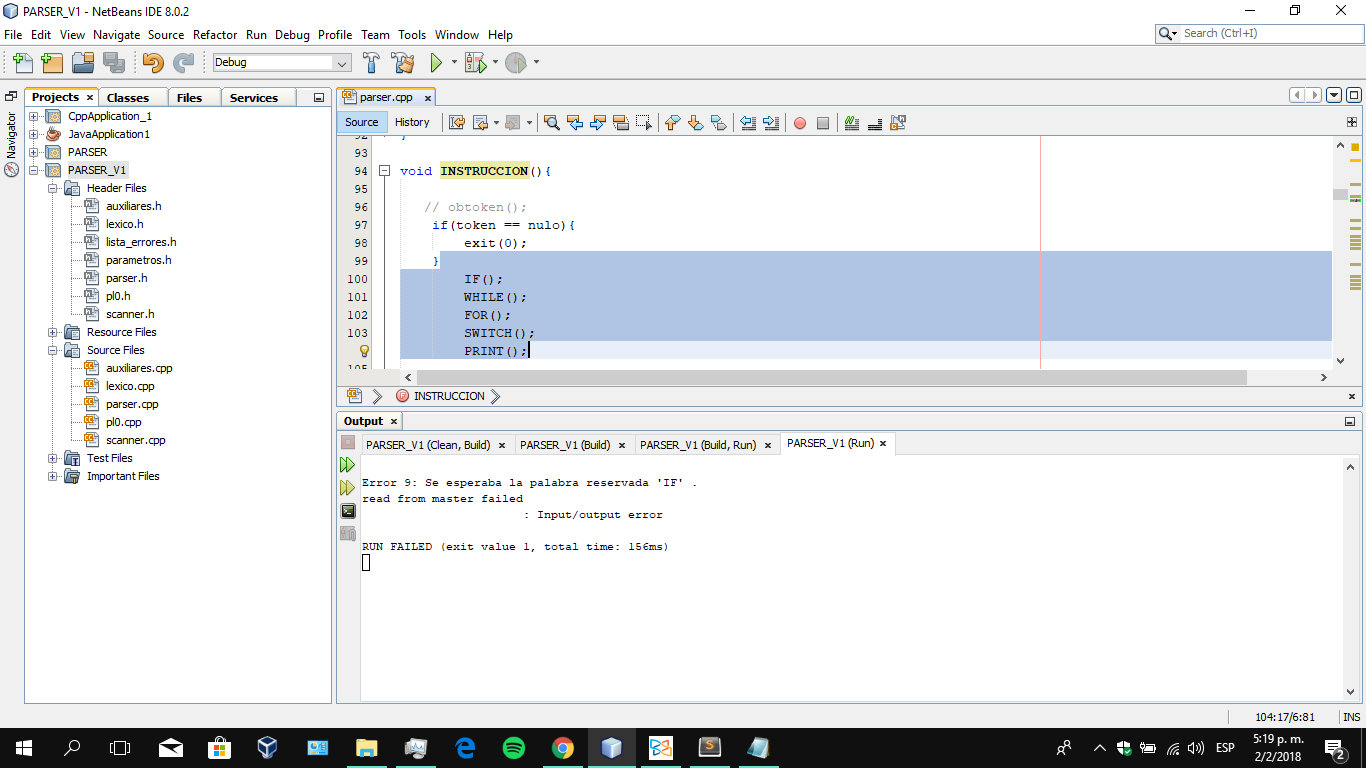 PARSER_V1 - NetBeans IDE 8.0.2
File Edit View Navigate Source Refactor Run Debug Profile Team Tools Window Help
Search (Ctrl+I)
Debug
Projects Classes Files Services
Navigator
CppApplication_1
JavaApplication1
PARSER
PARSER_V1
Header Files
auxiliares.h
lexico.h
lista_errores.h
parametros.h
parser.h
pl0.h
scanner.h
Resource Files
Source Files
auxiliares.cpp
lexico.cpp
parser.cpp
pl0.cpp
scanner.cpp
Test Files
Important Files
parser.cpp
Source History
92 }
93
94 void INSTRUCCION(){
95
96 // obtoken();
97 if(token == nulo){
98 exit(0);
99 }
100 IF();
101 WHILE();
102 FOR();
103 SWITCH();
PRINT();
105
INSTRUCCION
Output
PARSER_V1 (Clean, Build) PARSER_V1 (Build) PARSER_V1 (Build, Run) PARSER_V1 (Run)
Error 9: Se esperaba la palabra reservada 'IF' .
read from master failed
: Input/output error
RUN FAILED (exit value 1, total time: 156ms)
104:17/6:81 INS
ESP
5:19 p. m.
2/2/2018
2